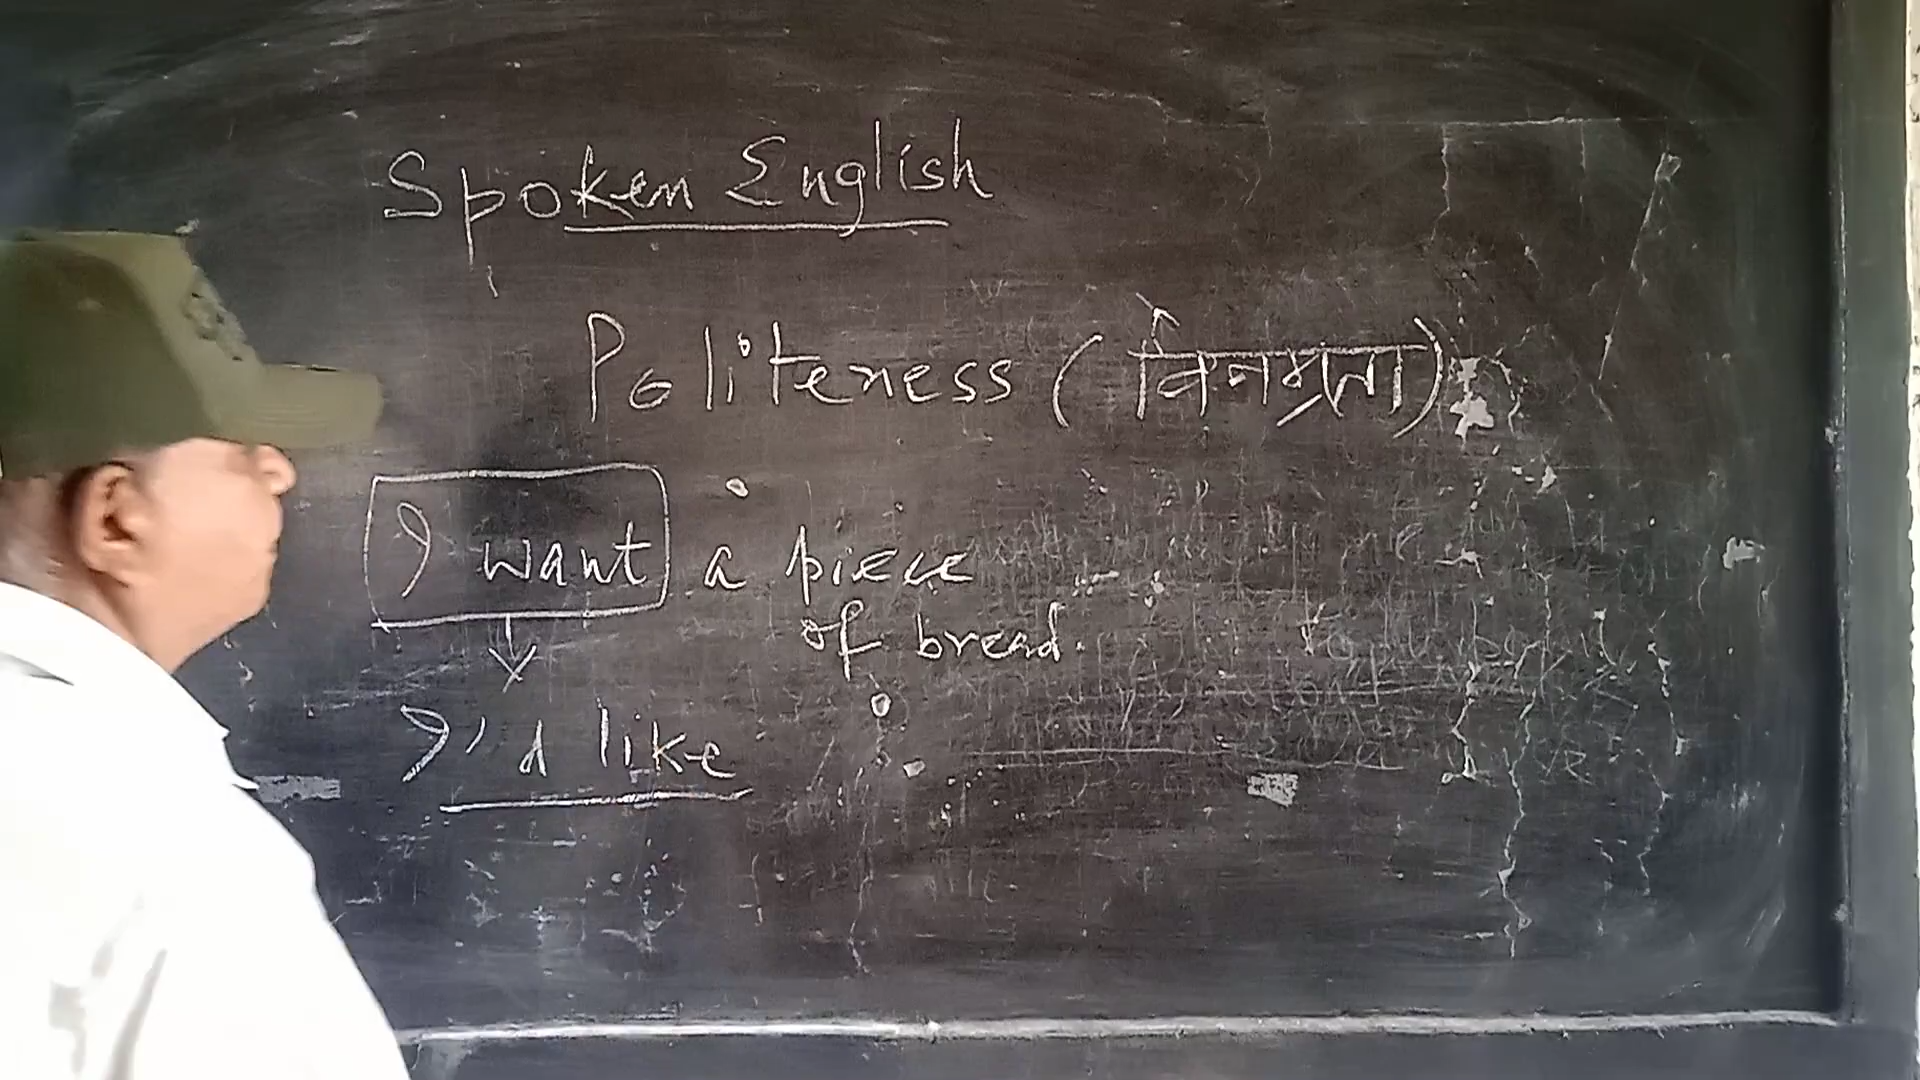 Spoken English
Politeness (विनम्रता)
I want a piece
of bread.
I'd like